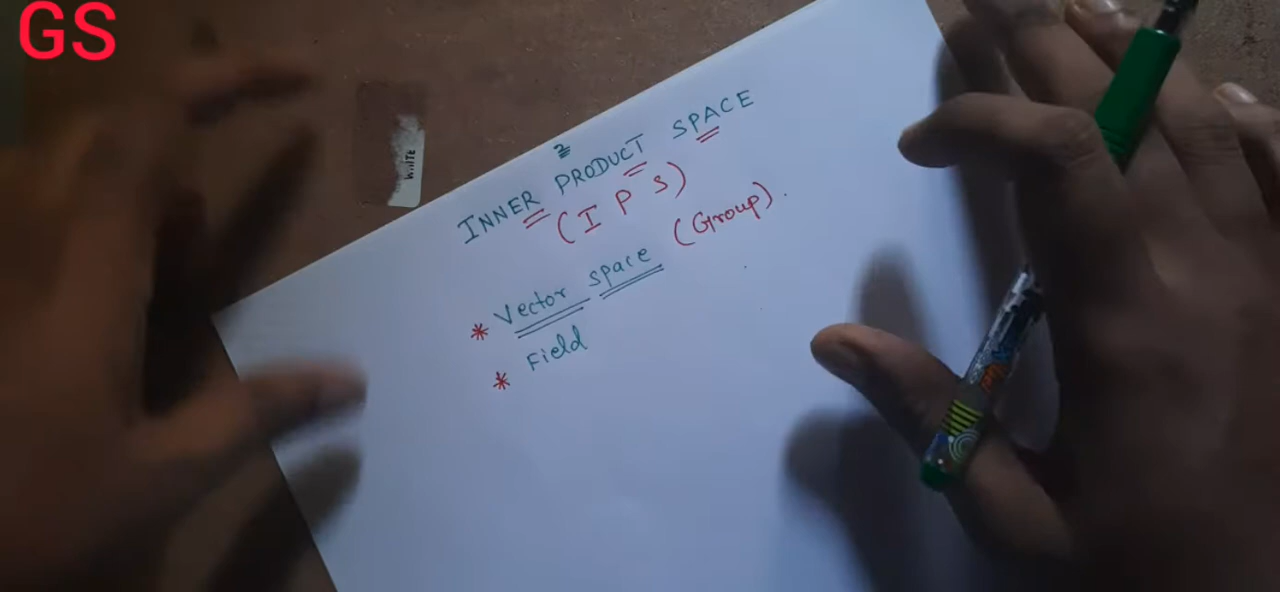 GS
WHITE
INNER PRODUCT SPACE
(I P S)
* Vector space (Group).
* Field